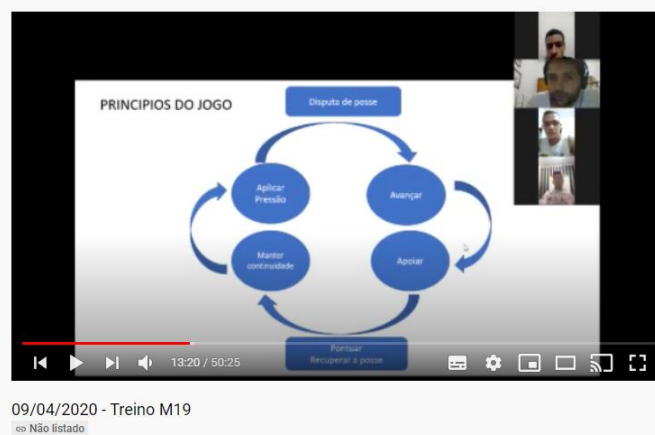 PRINCIPIOS DO JOGO
Disputa de posse
Aplicar
Pressão
Avançar
Manter
continuidade
Apoiar
Pontuar
Recuperar a posse
13:20 / 50:25
09/04/2020 - Treino M19
Não listado